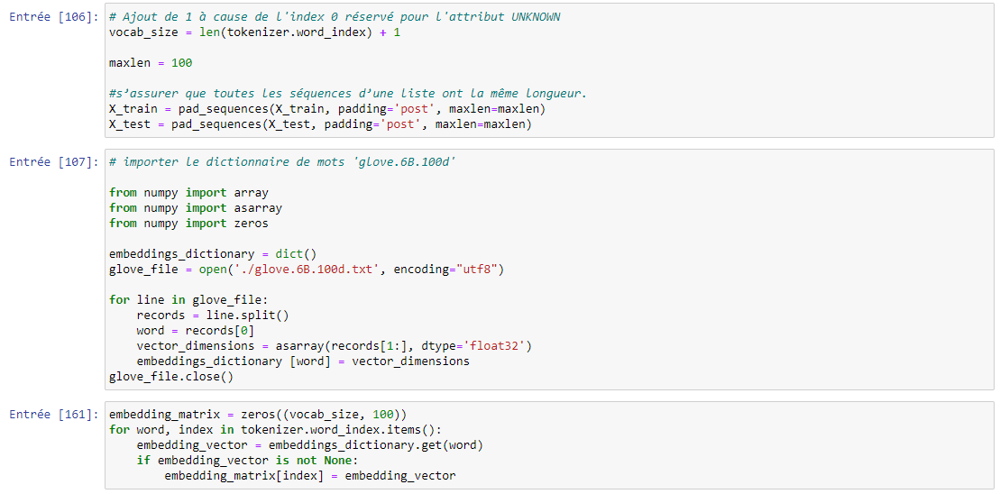 Entrée [106]: # Ajout de 1 à cause de l'index 0 réservé pour l'attribut UNKNOWN
vocab_size = len(tokenizer.word_index) + 1
maxlen = 100
#s’assurer que toutes les séquences d’une liste ont la même longueur.
X_train = pad_sequences(X_train, padding='post', maxlen=maxlen)
X_test = pad_sequences(X_test, padding='post', maxlen=maxlen)
Entrée [107]: # importer le dictionnaire de mots 'glove.6B.100d'
from numpy import array
from numpy import asarray
from numpy import zeros
embeddings_dictionary = dict()
glove_file = open('./glove.6B.100d.txt', encoding="utf8")
for line in glove_file:
    records = line.split()
    word = records[0]
    vector_dimensions = asarray(records[1:], dtype='float32')
    embeddings_dictionary [word] = vector_dimensions
glove_file.close()
Entrée [161]: embedding_matrix = zeros((vocab_size, 100))
for word, index in tokenizer.word_index.items():
    embedding_vector = embeddings_dictionary.get(word)
    if embedding_vector is not None:
        embedding_matrix[index] = embedding_vector